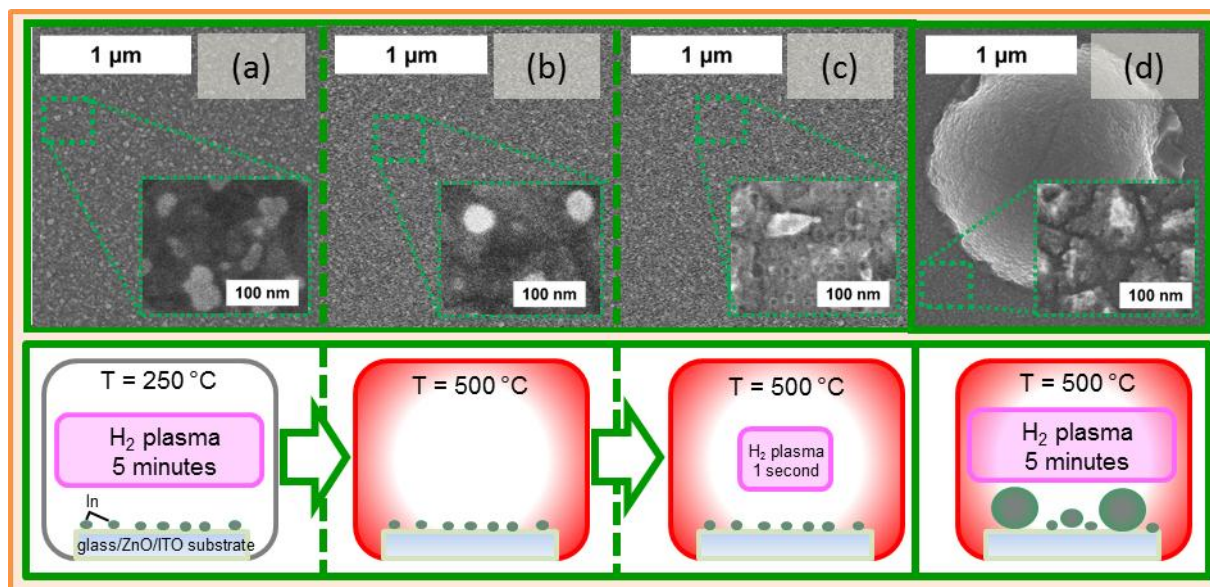 1 µm
(a)
100 nm
1 µm
(b)
100 nm
1 µm
(c)
100 nm
1 µm
(d)
100 nm
T = 250 °C
H₂ plasma
5 minutes
In
glass/ZnO/ITO substrate
T = 500 °C
T = 500 °C
H₂ plasma
1 second
T = 500 °C
H₂ plasma
5 minutes